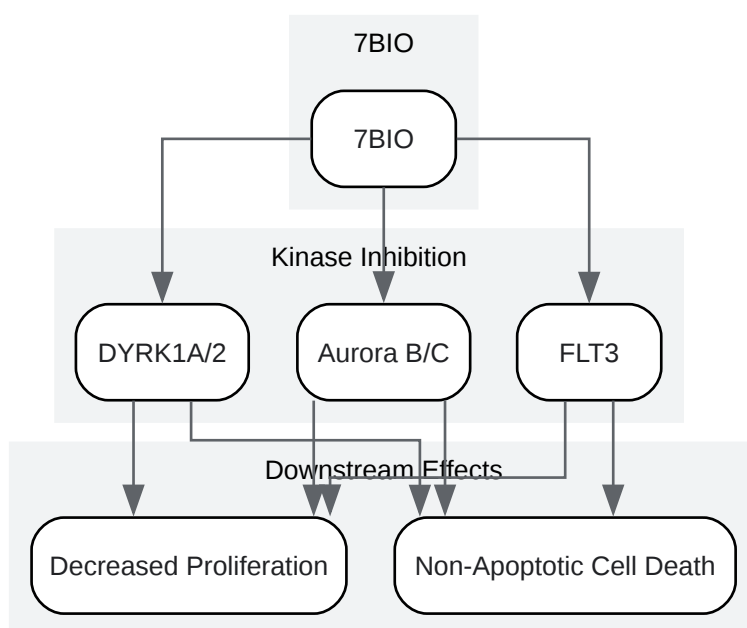 7BIO
7BIO
Kinase Inhibition
DYRK1A/2
Aurora B/C
FLT3
Downstream Effects
Decreased Proliferation
Non-Apoptotic Cell Death